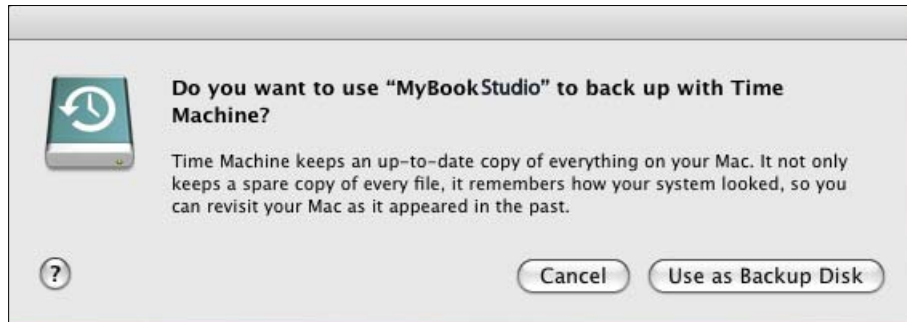 Do you want to use “MyBook Studio” to back up with Time
Machine?
Time Machine keeps an up-to-date copy of everything on your Mac. It not only
keeps a spare copy of every file, it remembers how your system looked, so you
can revisit your Mac as it appeared in the past.
?
Cancel
Use as Backup Disk